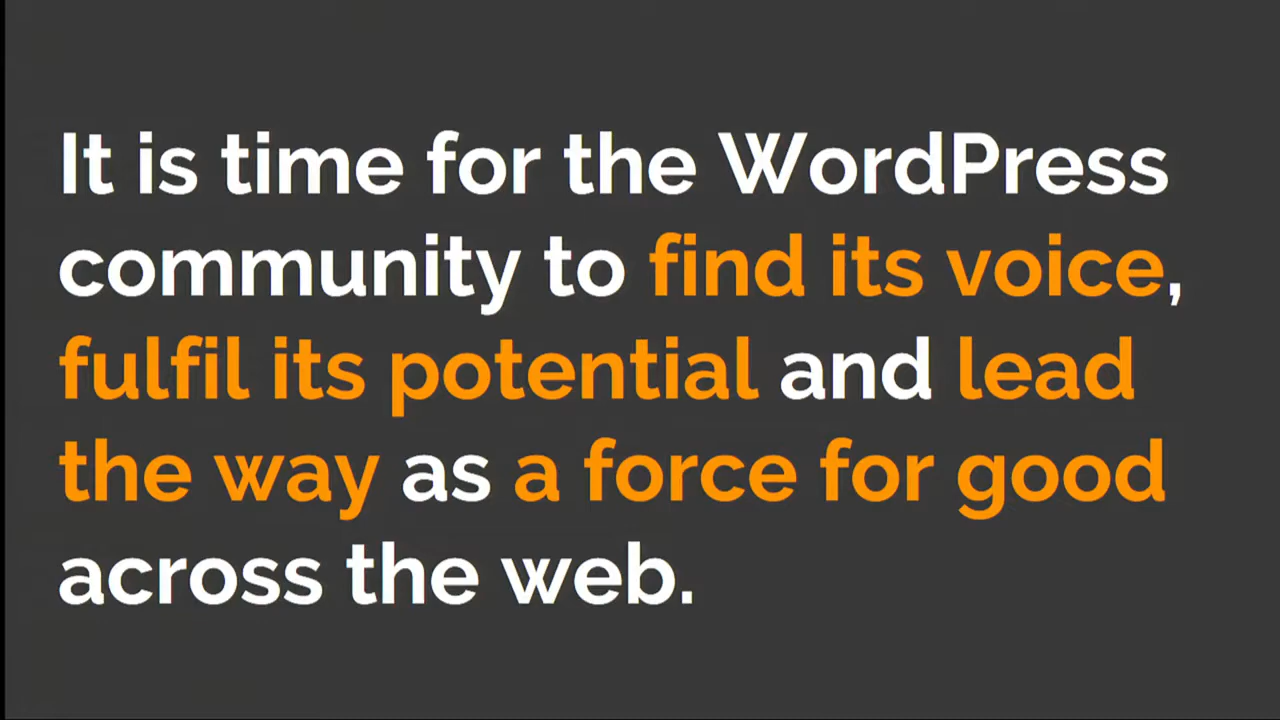 It is time for the WordPress
community to find its voice,
fulfil its potential and lead
the way as a force for good
across the web.